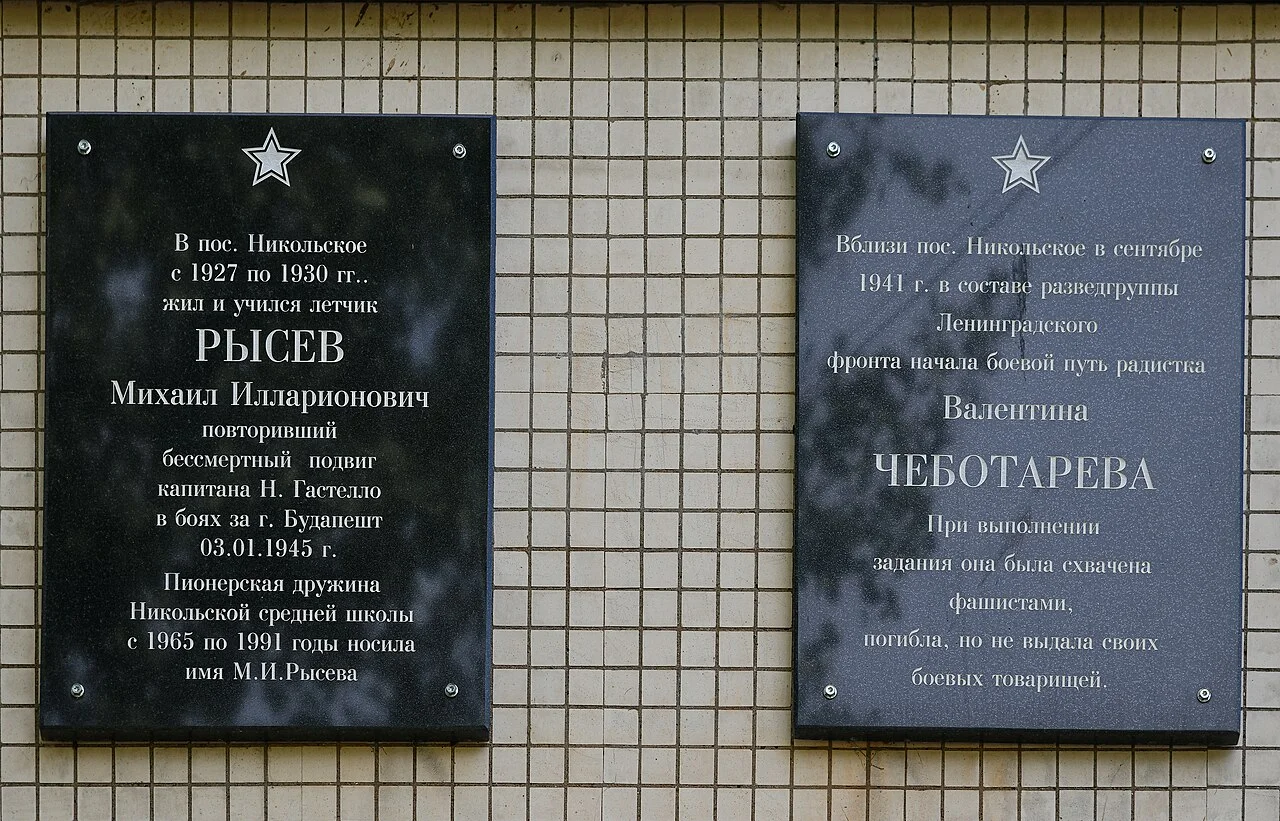 В пос. Никольское
с 1927 по 1930 гг..
жил и учился летчик
РЫСЕВ
Михаил Илларионович
повторивший
бессмертный подвиг
капитана Н. Гастелло
в боях за г. Будапешт
03.01.1945 г.
Пионерская дружина
Никольской средней школы
с 1965 по 1991 годы носила
имя М.И.Рысева
Вблизи пос. Никольское в сентябре
1941 г. в составе разведгруппы
Ленинградского
фронта начала боевой путь радистка
Валентина
ЧЕБОТАРЕВА
При выполнении
задания она была схвачена
фашистами,
погибла, но не выдала своих
боевых товарищей.